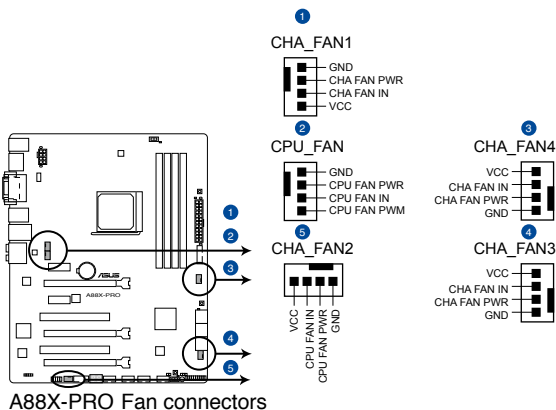 1
CHA_FAN1
GND
CHA FAN PWR
CHA FAN IN
VCC
2
CPU_FAN
GND
CPU FAN PWR
CPU FAN IN
CPU FAN PWM
3
CHA_FAN4
VCC
CHA FAN IN
CHA FAN PWR
GND
5
CHA_FAN2
VCC
CPU FAN IN
CPU FAN PWR
GND
4
CHA_FAN3
VCC
CHA FAN IN
CHA FAN PWR
GND
1
2
3
4
5
ASUS
A88X-PRO
A88X-PRO Fan connectors